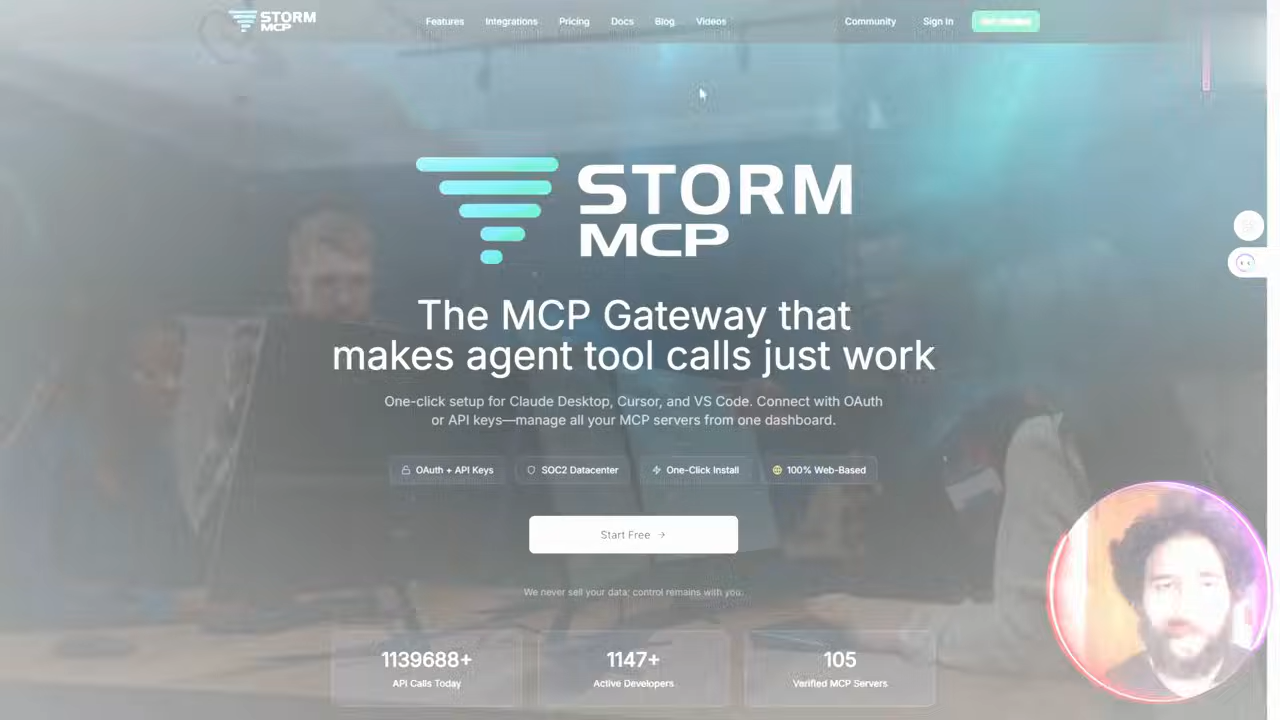 STORM
MCP
Features
Integrations
Pricing
Docs
Blog
Videos
Community
Sign In
STORM
MCP
The MCP Gateway that
makes agent tool calls just work
One-click setup for Claude Desktop, Cursor, and VS Code. Connect with OAuth
or API keys—manage all your MCP servers from one dashboard.
OAuth + API Keys
SOC2 Datacenter
One-Click Install
100% Web-Based
Start Free →
We never sell your data; control remains with you.
1139688+
API Calls Today
1147+
Active Developers
105
Verified MCP Servers